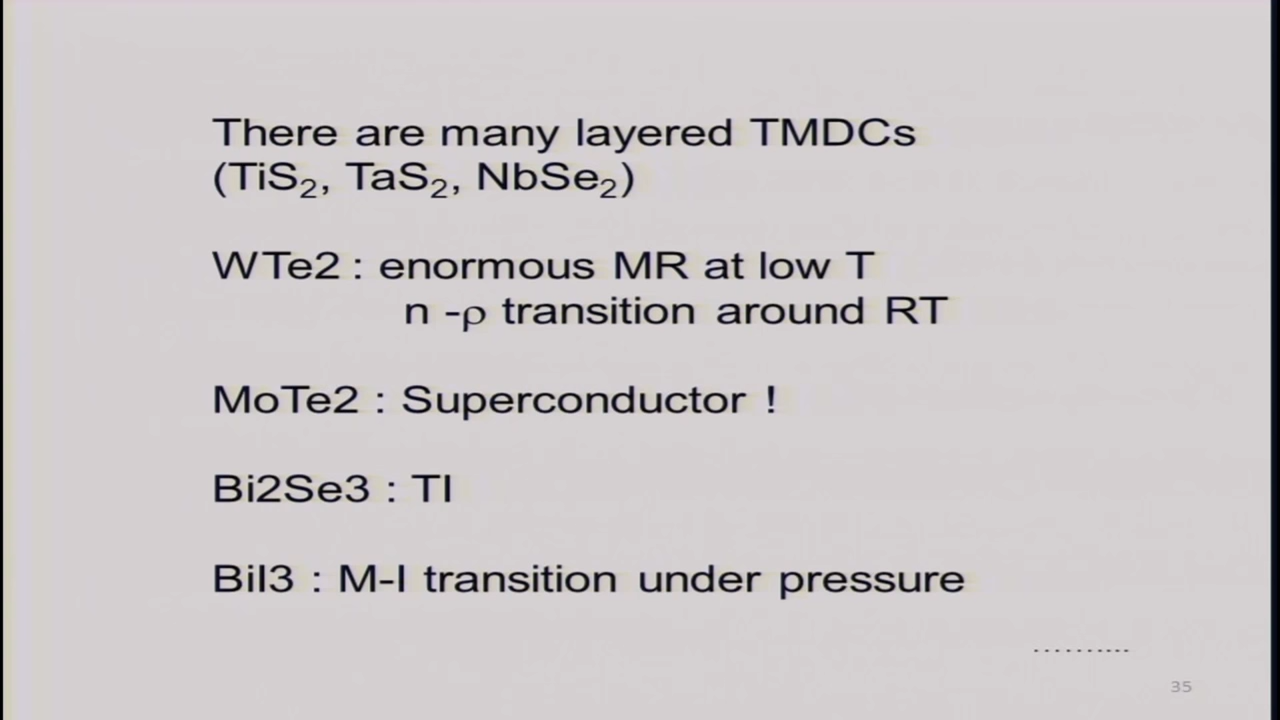 There are many layered TMDCs
(TiS₂, TaS₂, NbSe₂)
WTe2 : enormous MR at low T
n -ρ transition around RT
MoTe2 : Superconductor !
Bi2Se3 : TI
BiI3 : M-I transition under pressure
..........
35